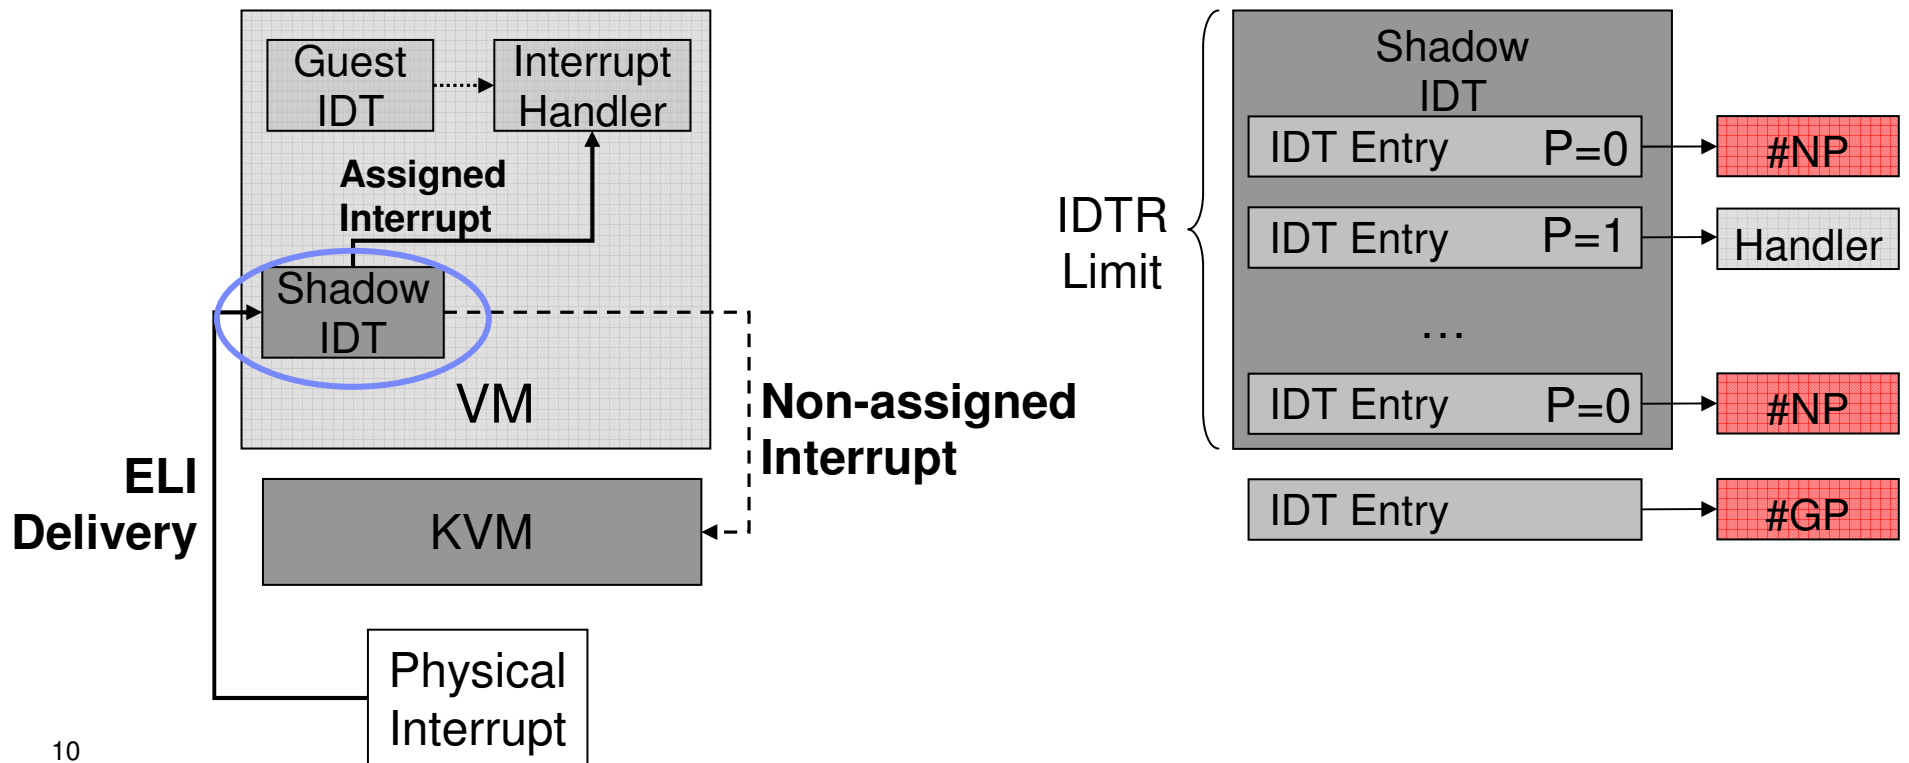 Guest
IDT
Interrupt
Handler
Assigned
Interrupt
Shadow
IDT
VM
Non-assigned
Interrupt
ELI
Delivery
KVM
Physical
Interrupt
10
IDTR
Limit
Shadow
IDT
IDT Entry P=0
#NP
IDT Entry P=1
Handler
...
IDT Entry P=0
#NP
IDT Entry
#GP